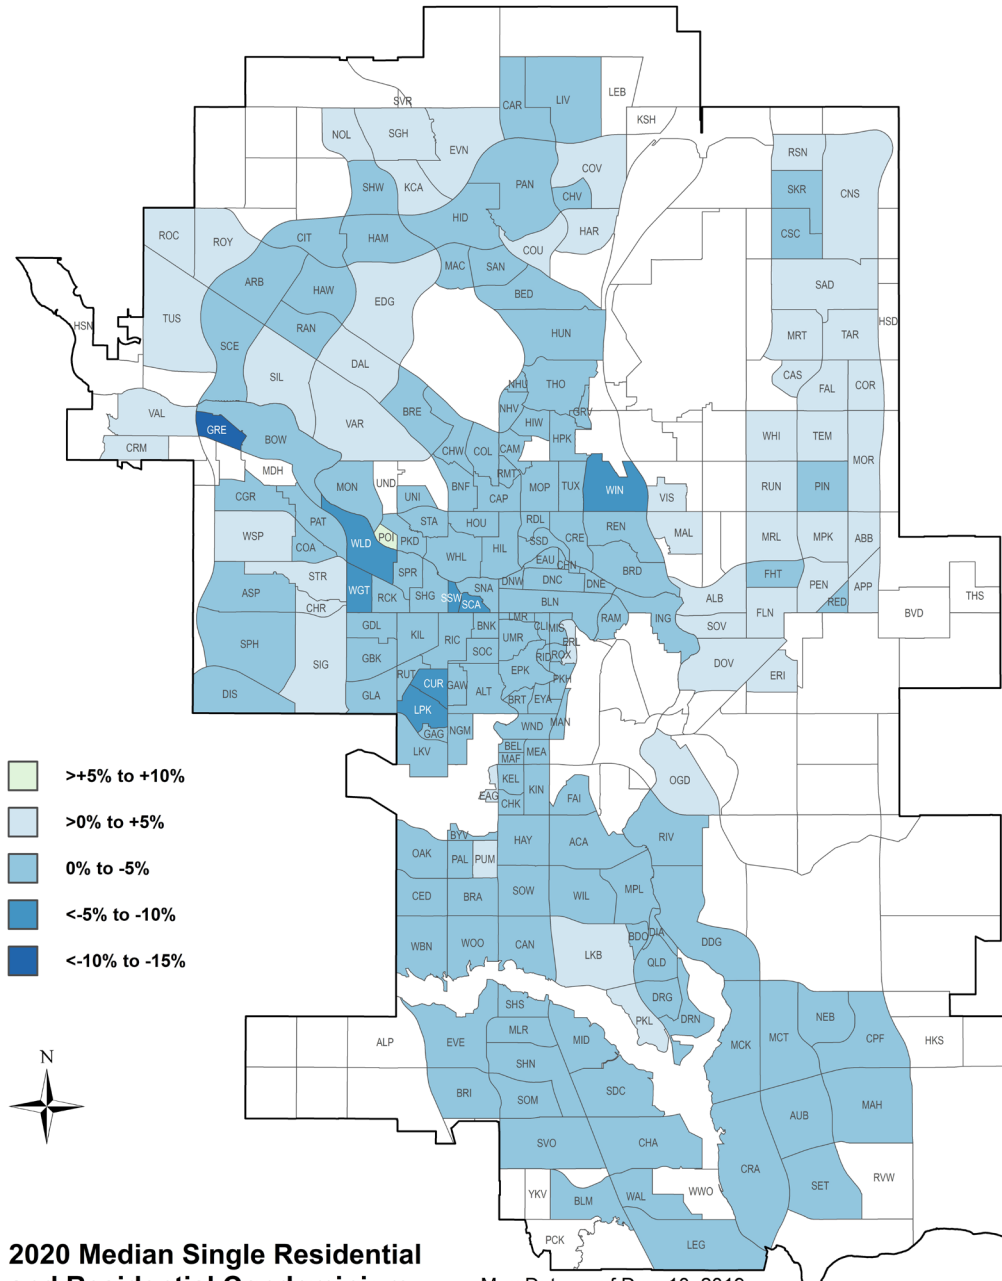 SVR
CAR
LIV
LEB
KSH
NOL
SGH
EVN
RSN
COV
SHW
KCA
PAN
CHV
SKR
CNS
HID
HAR
CSC
ROC
ROY
CIT
HAM
COU
MAC
SAN
ARB
HAW
EDG
BED
SAD
TUS
HSN
RAN
HUN
HSD
MRT
TAR
SCE
DAL
SIL
CAS
FAL
COR
NHU
THO
VAL
BRE
NHV
GRV
VAR
HIW
GRE
BOW
HPK
WHI
TEM
CRM
CHW
COL
CAM
MOR
MDH
RMT
MON
UND
BNF
MOP
TUX
WIN
RUN
PIN
CGR
UNI
CAP
VIS
PAT
STA
HOU
RDL
REN
WSP
POI
PKD
SSD
CRE
MAL
MRL
MPK
ABB
WLD
COA
HIL
WHL
EAU
CHN
STR
SPR
BRD
FHT
ASP
DNW
DNC
DNE
PEN
APP
WGT
SNA
RCK
SHG
SSW
SCA
BLN
ALB
RED
THS
CHR
LMR
RAM
ING
FLN
BVD
GDL
KIL
RIC
BNK
CLI
MIS
SOV
SPH
UMR
ERL
SOC
RID
ROX
GBK
SIG
EPK
DOV
RUT
CUR
GAW
PKH
ERI
DIS
GLA
ALT
BRT
EYA
LPK
MAN
GAG
NGM
WND
LKV
BEL
MEA
MAF
>+5% to +10%
KEL
OGD
KIN
EAG
CHK
FAI
>0% to +5%
BYV
HAY
ACA
RIV
OAK
PAL
PUM
0% to -5%
CED
BRA
SOW
WIL
MPL
<-5% to -10%
BDO
DIA
WBN
WOO
CAN
LKB
DDG
<-10% to -15%
QLD
DRG
SHS
DRN
PKL
NEB
MLR
ALP
EVE
MID
MCK
MCT
CPF
HKS
N
SHN
BRI
SOM
SDC
MAH
AUB
SVO
CHA
CRA
RVW
SET
YKV
BLM
WAL
WWO
PCK
LEG
2020 Median Single Residential